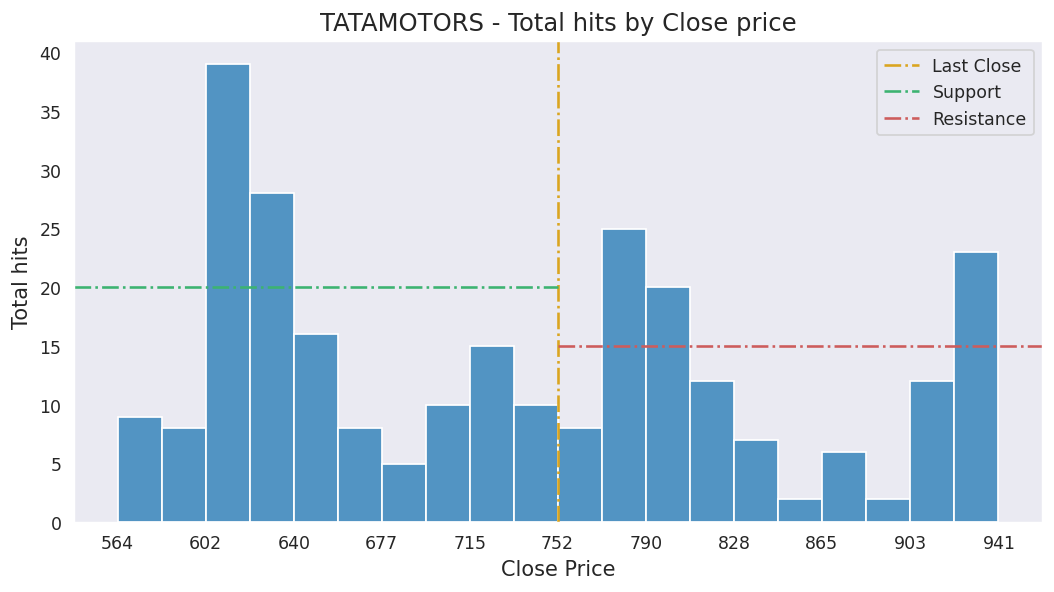 TATAMOTORS - Total hits by Close price
Last Close
Support
Resistance
Total hits
40
35
30
25
20
15
10
5
0
564 602 640 677 715 752 790 828 865 903 941
Close Price